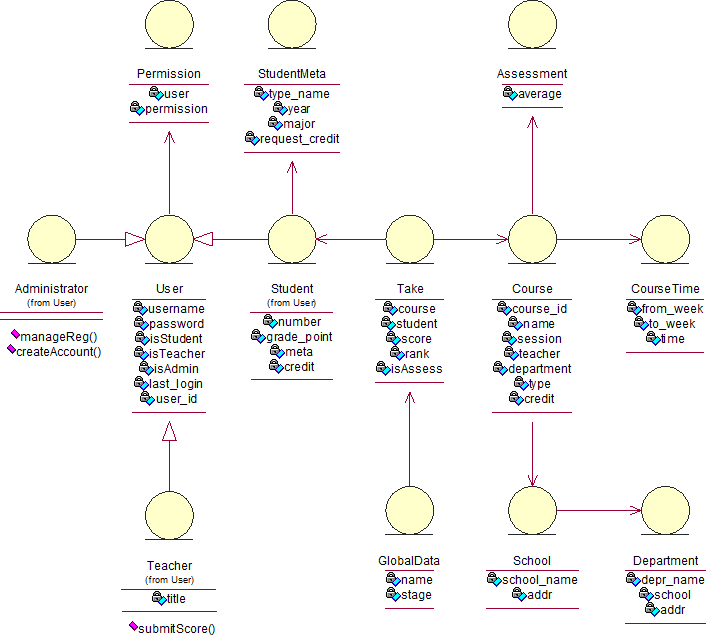 Permission
user
permission
StudentMeta
type_name
year
major
request_credit
Assessment
average
Administrator
(from User)
manageReg()
createAccount()
User
username
password
isStudent
isTeacher
isAdmin
last_login
user_id
Student
(from User)
number
grade_point
meta
credit
Take
course
student
score
rank
isAssess
Course
course_id
name
session
teacher
department
type
credit
CourseTime
from_week
to_week
time
Teacher
(from User)
title
submitScore()
GlobalData
name
stage
School
school_name
addr
Department
depr_name
school
addr